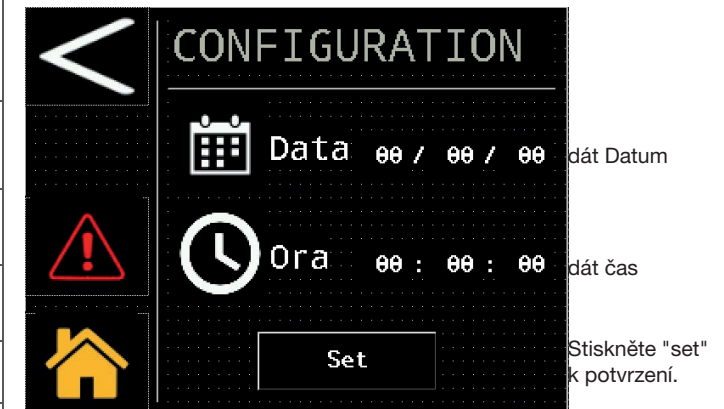 CONFIGURATION
Data 00 / 00 / 00 dát Datum
Ora 00 : 00 : 00 dát čas
Set
Stiskněte "set"
k potvrzení.